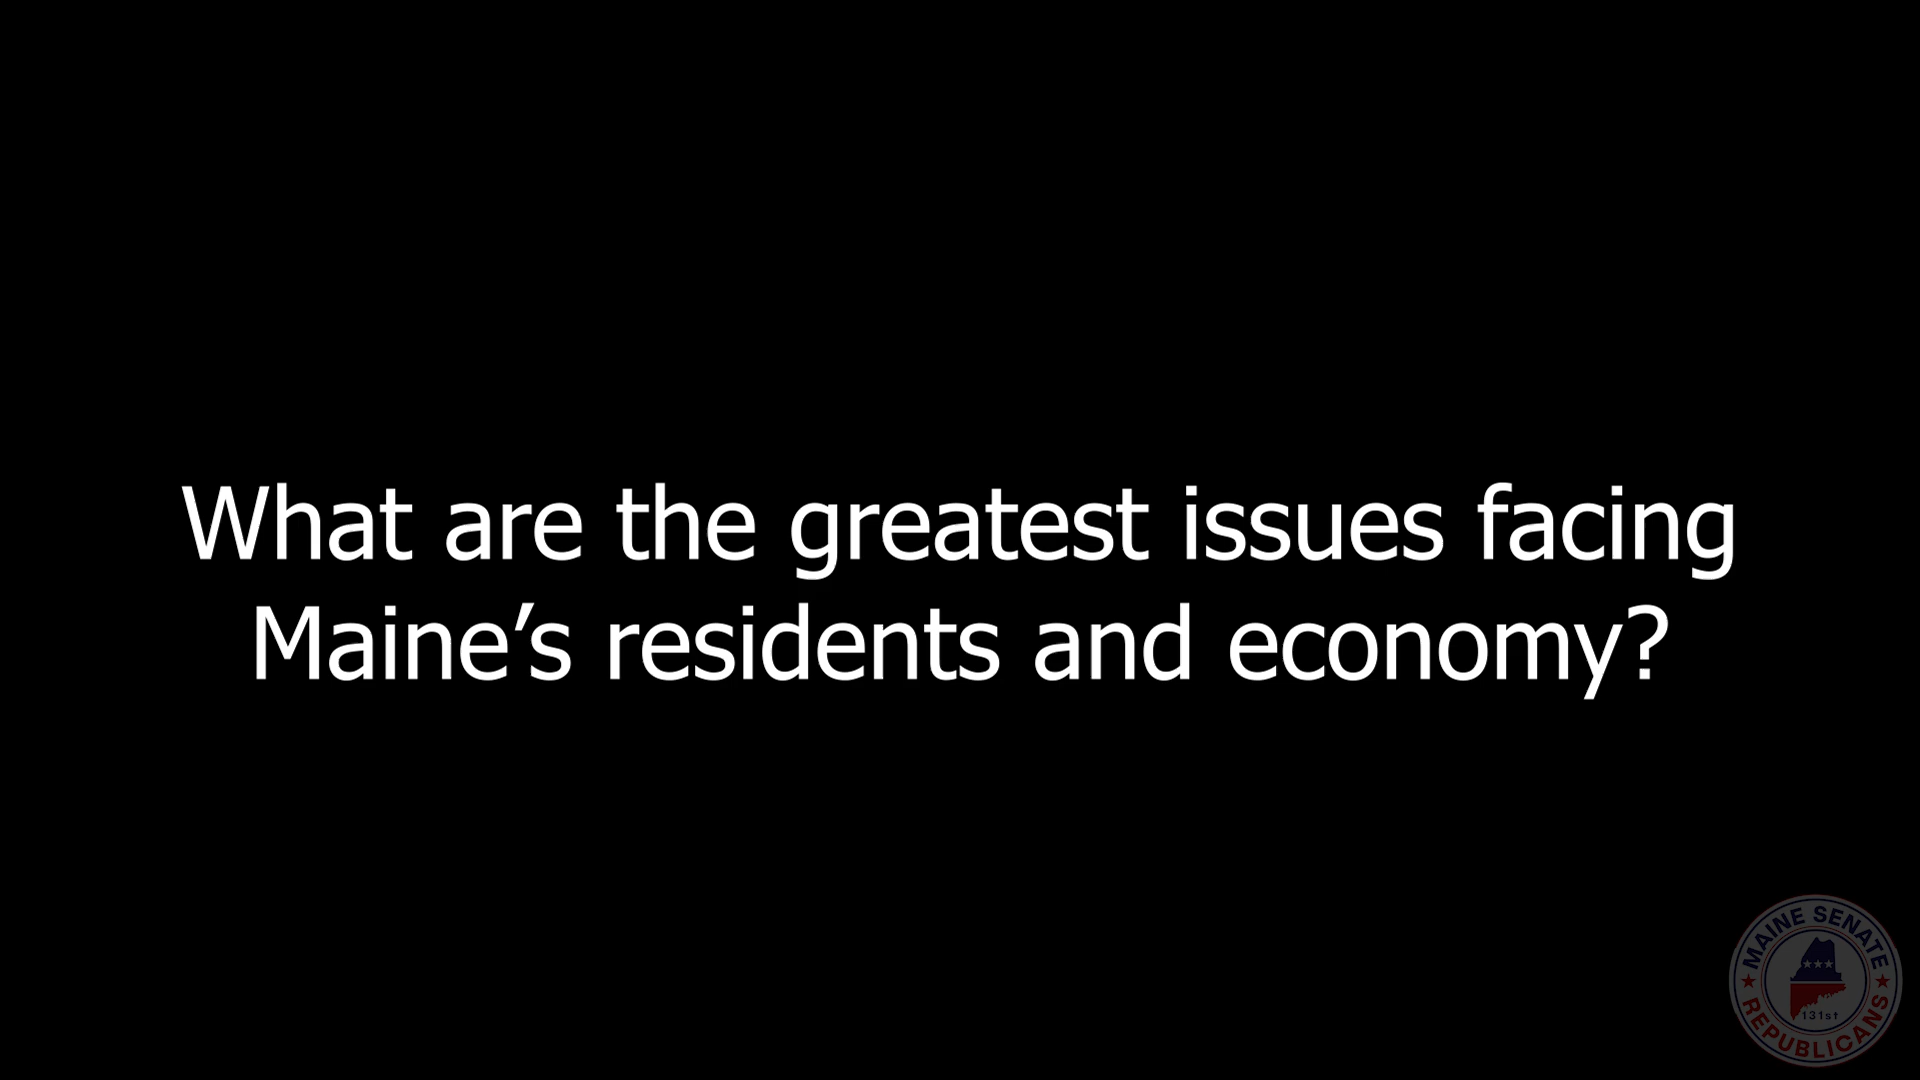 What are the greatest issues facing
Maine’s residents and economy?
MAINE SENATE
131st
REPUBLICANS